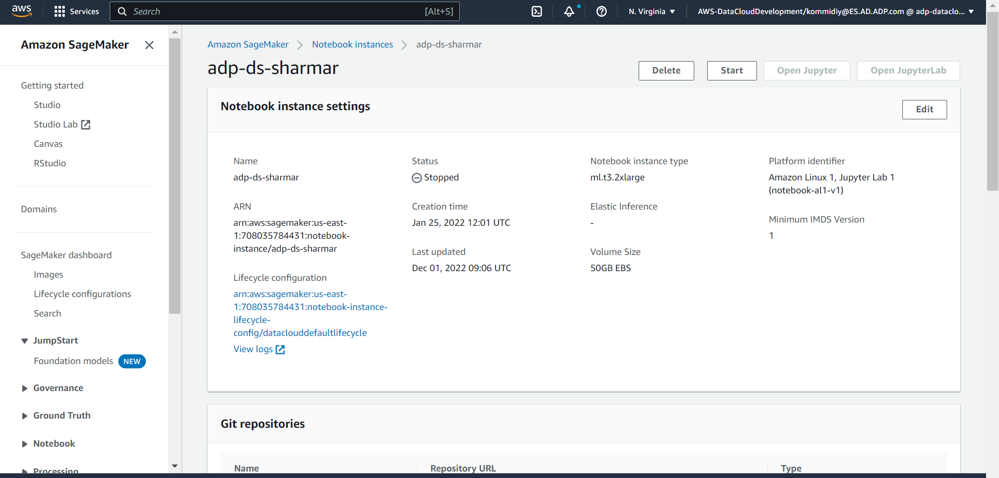 aws
Services
Search
[Alt+S]
N. Virginia
AWS-DataCloudDevelopment/kommidiy@ES.AD.ADP.com @ adp-dataclo...
Amazon SageMaker
Getting started
Studio
Studio Lab
Canvas
RStudio
Domains
SageMaker dashboard
Images
Lifecycle configurations
Search
JumpStart
Foundation models NEW
Governance
Ground Truth
Notebook
Processing
Amazon SageMaker
Notebook instances
adp-ds-sharmar
adp-ds-sharmar
Delete
Start
Open Jupyter
Open JupyterLab
Notebook instance settings
Edit
Name
adp-ds-sharmar
ARN
arn:aws:sagemaker:us-east-
1:708035784431:notebook-
instance/adp-ds-sharmar
Lifecycle configuration
arn:aws:sagemaker:us-east-
1:708035784431:notebook-instance-
lifecycle-
config/dataclouddefaultlifecycle
View logs
Status
Stopped
Creation time
Jan 25, 2022 12:01 UTC
Last updated
Dec 01, 2022 09:06 UTC
Notebook instance type
ml.t3.2xlarge
Elastic Inference
-
Volume Size
50GB EBS
Platform identifier
Amazon Linux 1, Jupyter Lab 1
(notebook-al1-v1)
Minimum IMDS Version
1
Git repositories
Name
Repository URL
Type